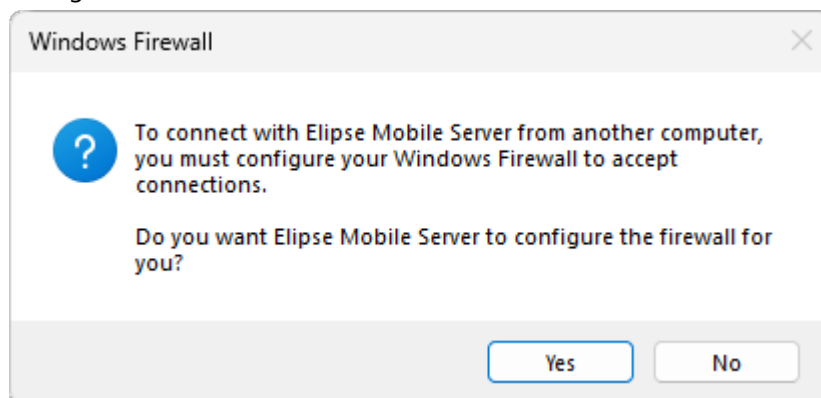 Windows Firewall
To connect with Elipse Mobile Server from another computer,
you must configure your Windows Firewall to accept
connections.
Do you want Elipse Mobile Server to configure the firewall for
you?
Yes
No